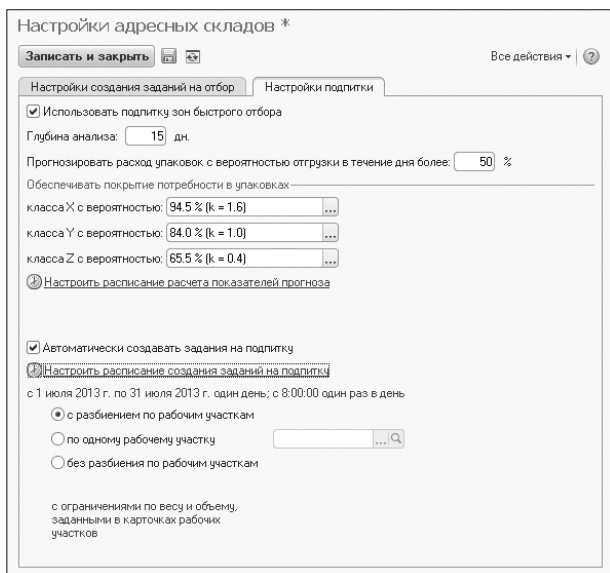 Настройки адресных складов *
Записать и закрыть Все действия ?
Настройки создания заданий на отбор Настройки подпитки
Использовать подпитку зон быстрого отбора
Глубина анализа: 15 дн.
Прогнозировать расход упаковок с вероятностью отгрузки в течение дня более: 50 %
Обеспечивать покрытие потребности в упаковках
класса X с вероятностью: 94.5 % (k = 1.6) ...
класса Y с вероятностью: 84.0 % (k = 1.0) ...
класса Z с вероятностью: 65.5 % (k = 0.4) ...
Настроить расписание расчета показателей прогноза
Автоматически создавать задания на подпитку
Настроить расписание создания заданий на подпитку
с 1 июля 2013 г. по 31 июля 2013 г. один день; с 8:00:00 один раз в день
с разбиением по рабочим участкам
по одному рабочему участку ...
без разбиения по рабочим участкам
с ограничениями по весу и объему,
заданными в карточках рабочих
участков